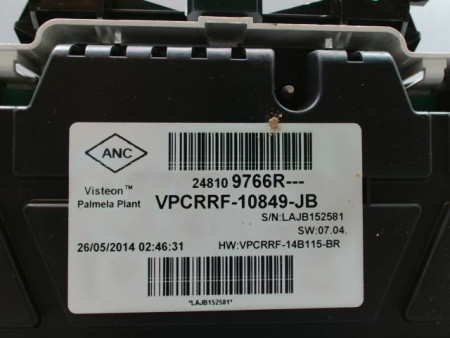 ANC
Visteon™
Palmela Plant
24810 9766R---
VPCRRF-10849-JB
S/N:LAJB152581
SW:07.04.
26/05/2014 02:46:31
HW:VPCRRF-14B115-BR
*LAJB152581*